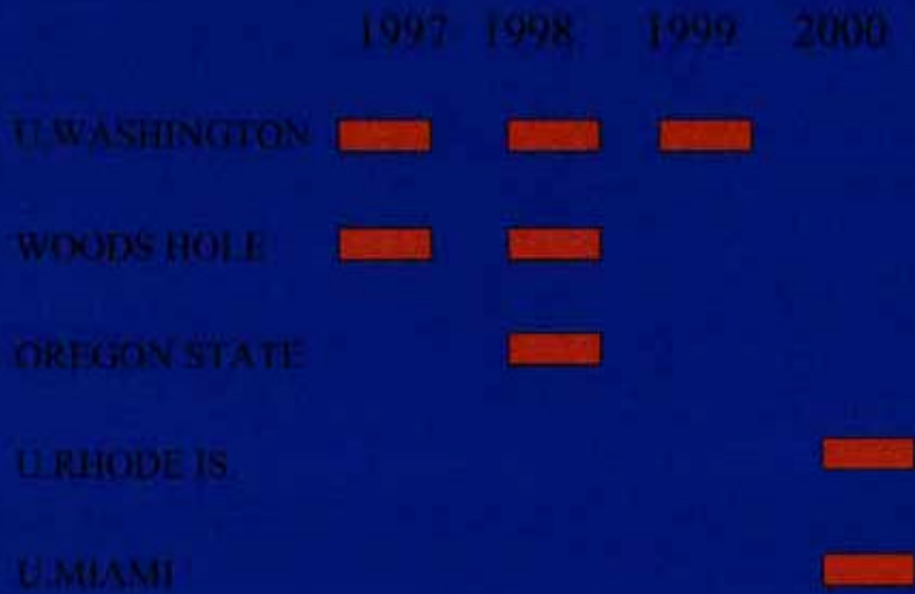 1997 1998 1999 2000
U.WASHINGTON
WOODS HOLE
OREGON STATE
U.RHODE IS
U.MIAMI